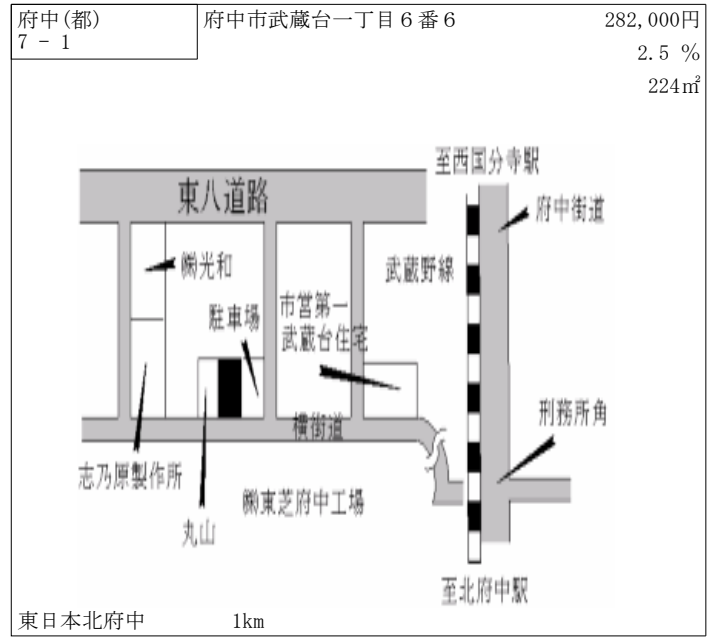 府中(都)
7 - 1
府中市武蔵台一丁目６番６
282,000円
2.5 %
224㎡
至西国分寺駅
東八道路
府中街道
㈱光和
武蔵野線
駐車場
市営第一
武蔵台住宅
刑務所角
横街道
志乃原製作所
㈱東芝府中工場
丸山
至北府中駅
東日本北府中
1km